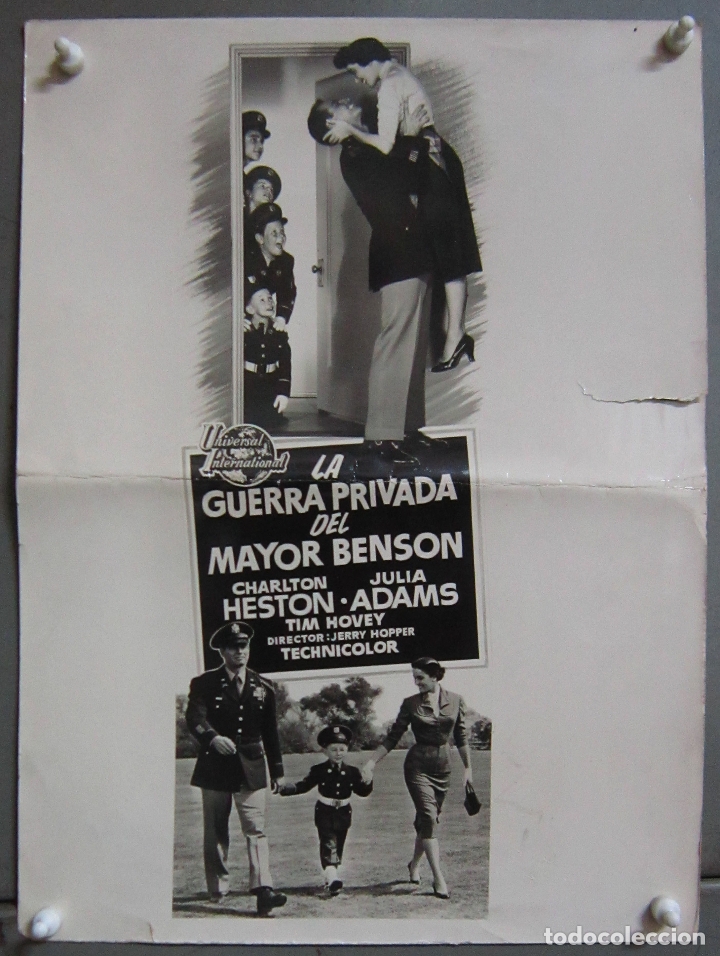 Universal
International
LA
GUERRA PRIVADA
DEL
MAYOR BENSON
CHARLTON JULIA
HESTON · ADAMS
TIM HOVEY
DIRECTOR: JERRY HOPPER
TECHNICOLOR
todocoleccion